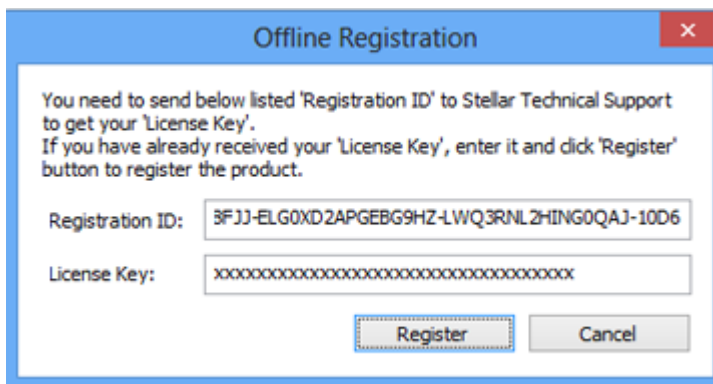 Offline Registration
You need to send below listed 'Registration ID' to Stellar Technical Support
to get your 'License Key'.
If you have already received your 'License Key', enter it and click 'Register'
button to register the product.
Registration ID: 3FJJ-ELG0XD2APGEBG9HZ-LWQ3RNL2HING0QAJ-10D6
License Key: xxxxxxxxxxxxxxxxxxxxxxxxxxxxxxxxxx
Register Cancel